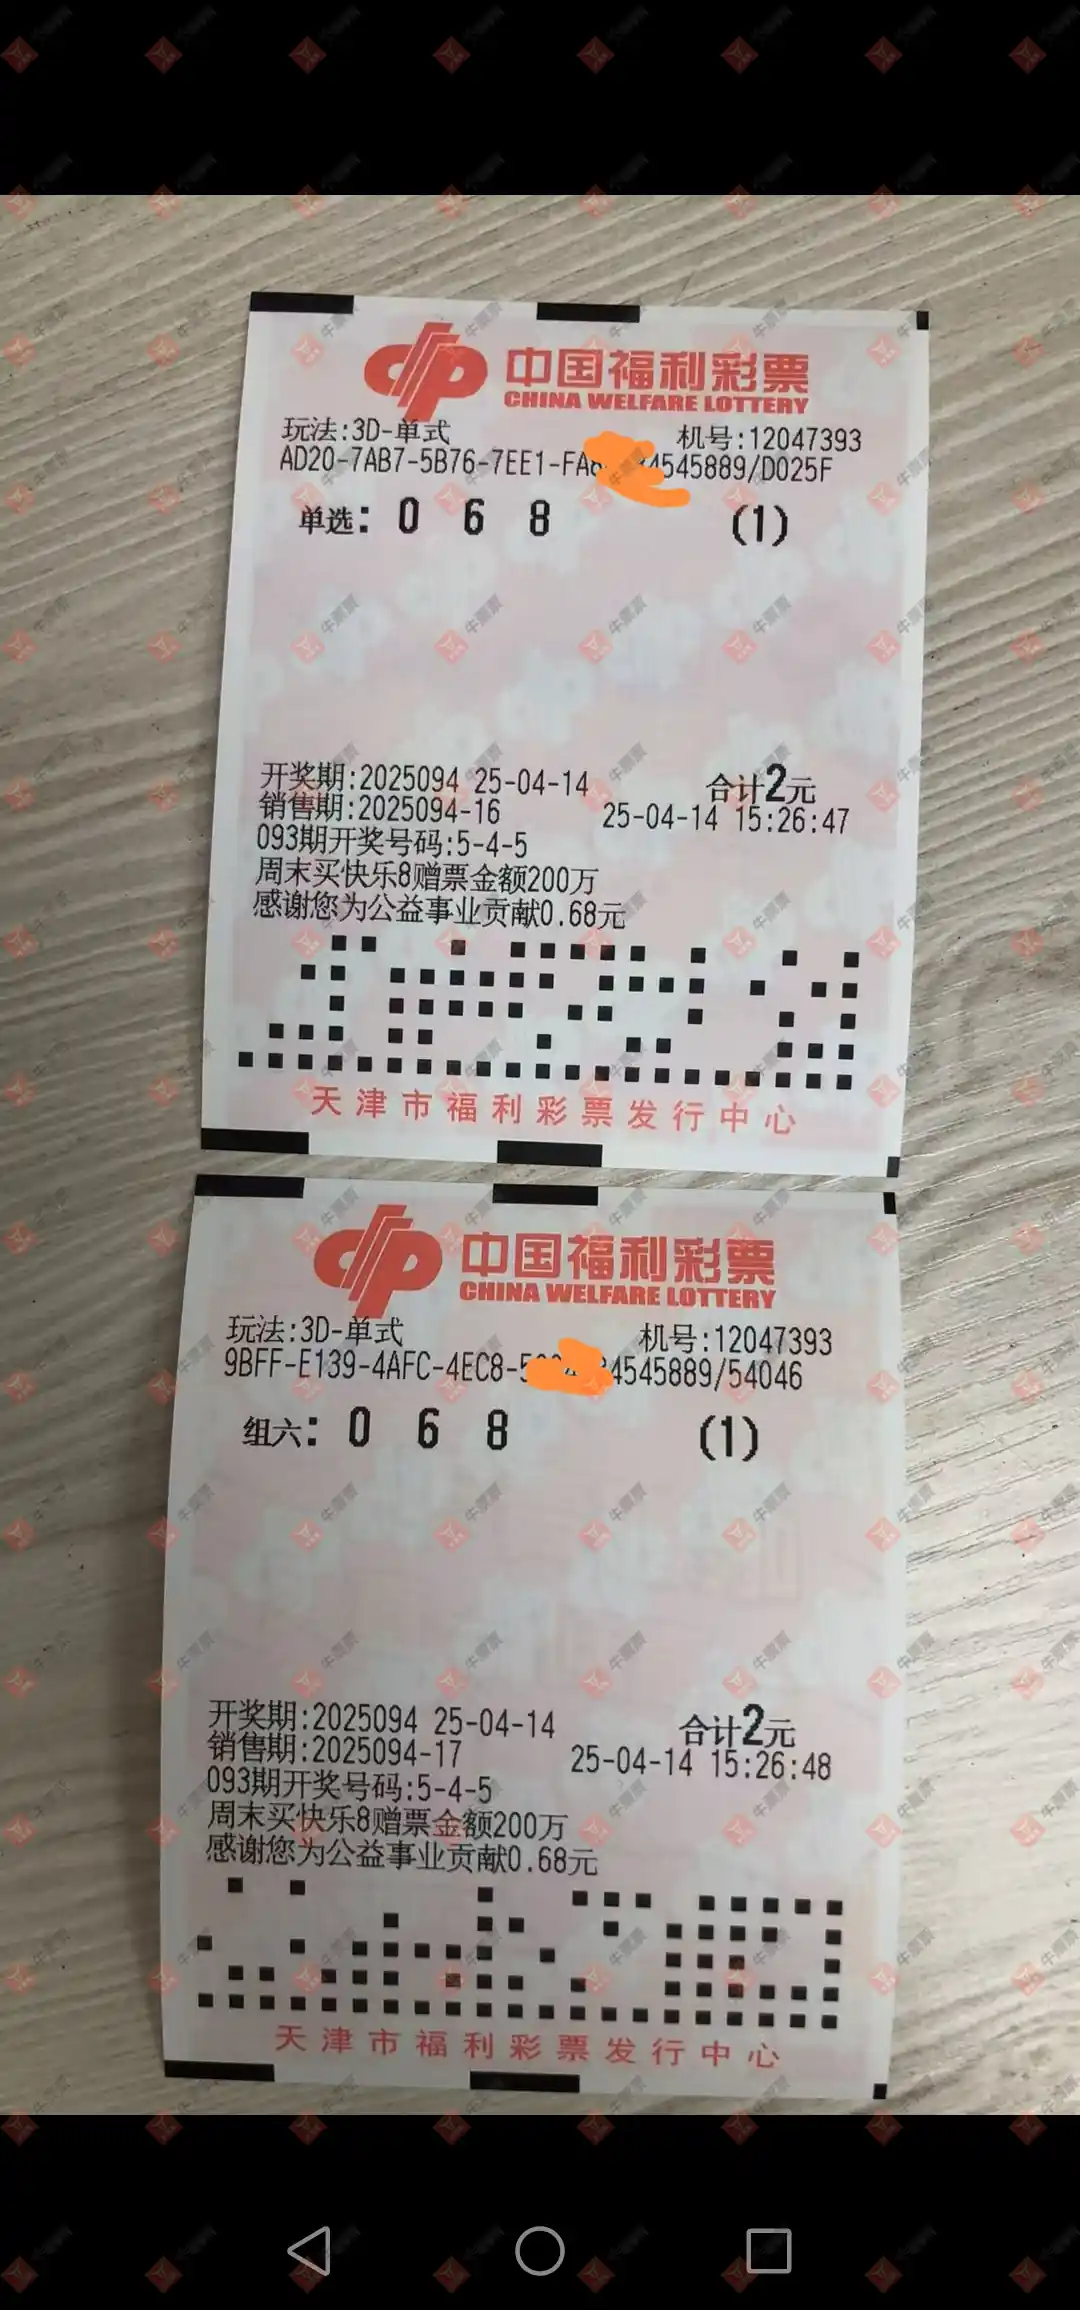 中国福利彩票
CHINA WELFARE LOTTERY
玩法:3D-单式 机号:12047393
AD20-7AB7-5B76-7EE1-FA 4545889/D025F
单选: 0 6 8 (1)
开奖期:2025094 25-04-14 合计2元
销售期:2025094-16 25-04-14 15:26:47
093期开奖号码:5-4-5
周末买快乐8赠票金额200万
感谢您为公益事业贡献0.68元
天津市福利彩票发行中心
中国福利彩票
CHINA WELFARE LOTTERY
玩法:3D-单式 机号:12047393
9BFF-E139-4AFC-4EC8-5 4545889/54046
组六: 0 6 8 (1)
开奖期:2025094 25-04-14 合计2元
销售期:2025094-17 25-04-14 15:26:48
093期开奖号码:5-4-5
周末买快乐8赠票金额200万
感谢您为公益事业贡献0.68元
天津市福利彩票发行中心